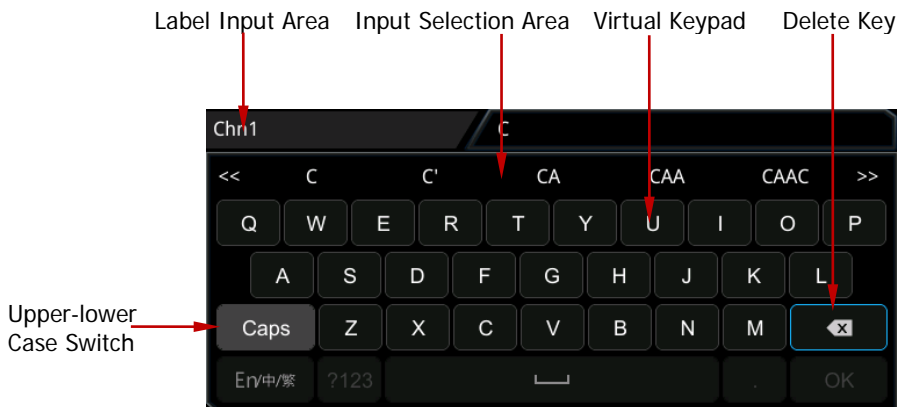 Label Input Area Input Selection Area Virtual Keypad Delete Key
Chn1 C
<< C C' CA CAA CAAC >>
Q W E R T Y U I O P
A S D F G H J K L
Upper-lower
Case Switch
Caps Z X C V B N M
En/中/繁 ?123 . OK